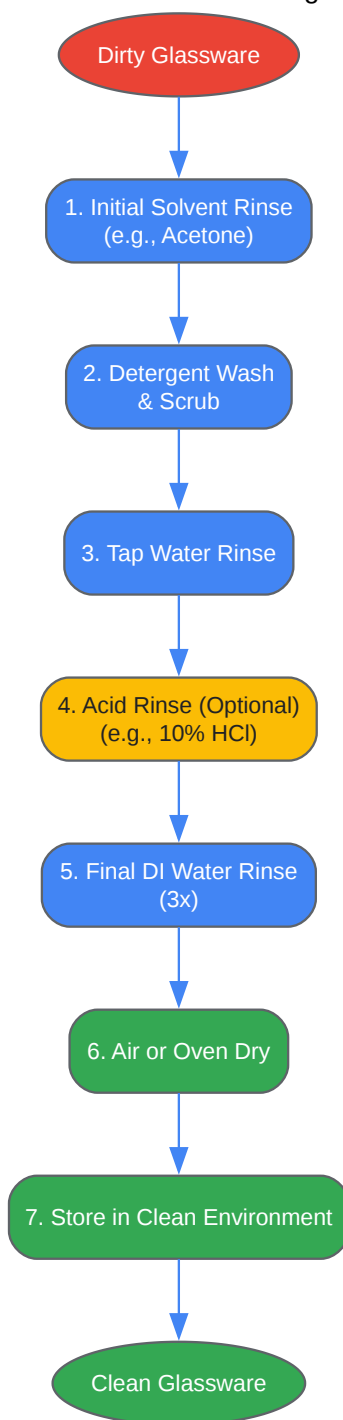 Dirty Glassware
1. Initial Solvent Rinse
(e.g., Acetone)
2. Detergent Wash
& Scrub
3. Tap Water Rinse
4. Acid Rinse (Optional)
(e.g., 10% HCl)
5. Final DI Water Rinse
(3x)
6. Air or Oven Dry
7. Store in Clean Environment
Clean Glassware